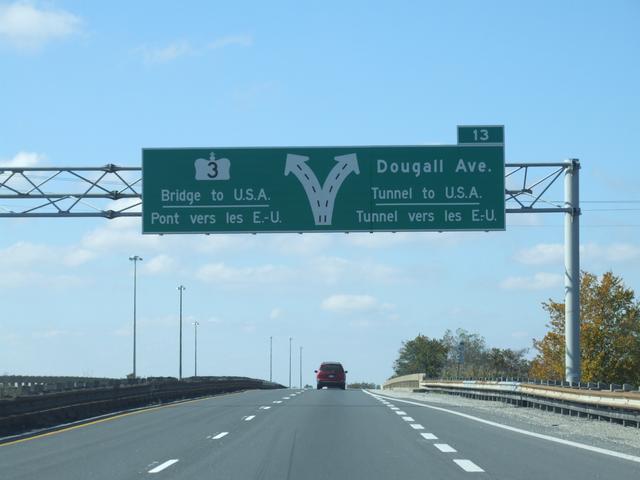 13
3
Bridge to U.S.A.
Pont vers les E.-U.
Dougall Ave.
Tunnel to U.S.A.
Tunnel vers les E.-U.